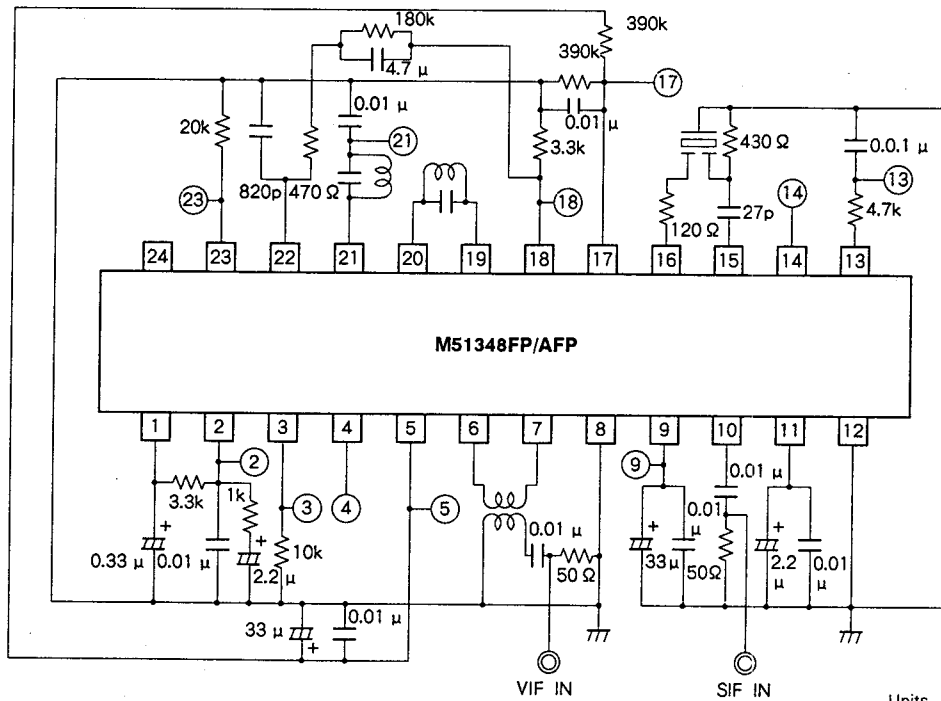 180k
390k
390k
4.7 μ
17
0.01 μ
0.01 μ
20k
21
3.3k
430 Ω
0.0.1 μ
820p
470 Ω
23
18
14
13
120 Ω
27p
4.7k
24
23
22
21
20
19
18
17
16
15
14
13
M51348FP/AFP
1
2
3
4
5
6
7
8
9
10
11
12
2
3
4
5
9
3.3k
1k
0.01 μ
0.01 μ
0.33 μ
0.01 μ
2.2 μ
10k
0.01 μ
50 Ω
33 μ
50Ω
2.2 μ
0.01 μ
33 μ
0.01 μ
+
+
+
+
+
VIF IN
SIF IN
Units